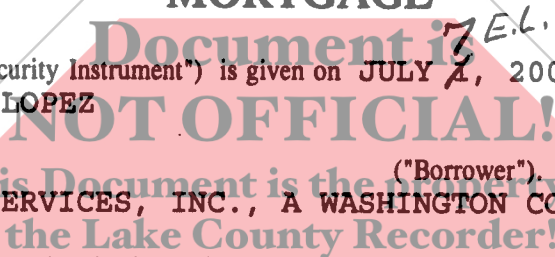 MORTGAGE
Document is
7 E.L.
curity Instrument") is given on JULY 1, 200
LOPEZ
NOT OFFICIAL!
("Borrower").
is Document is the property
ERVICES, INC., A WASHINGTON CO
the Lake County Recorder!